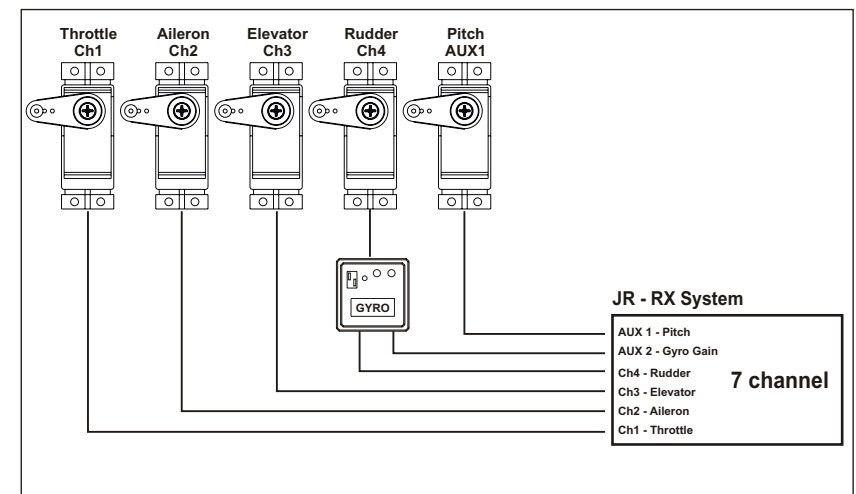 Throttle
Ch1
Aileron
Ch2
Elevator
Ch3
Rudder
Ch4
Pitch
AUX1
GYRO
JR - RX System
AUX 1 - Pitch
AUX 2 - Gyro Gain
Ch4 - Rudder
Ch3 - Elevator
Ch2 - Aileron
Ch1 - Throttle
7 channel